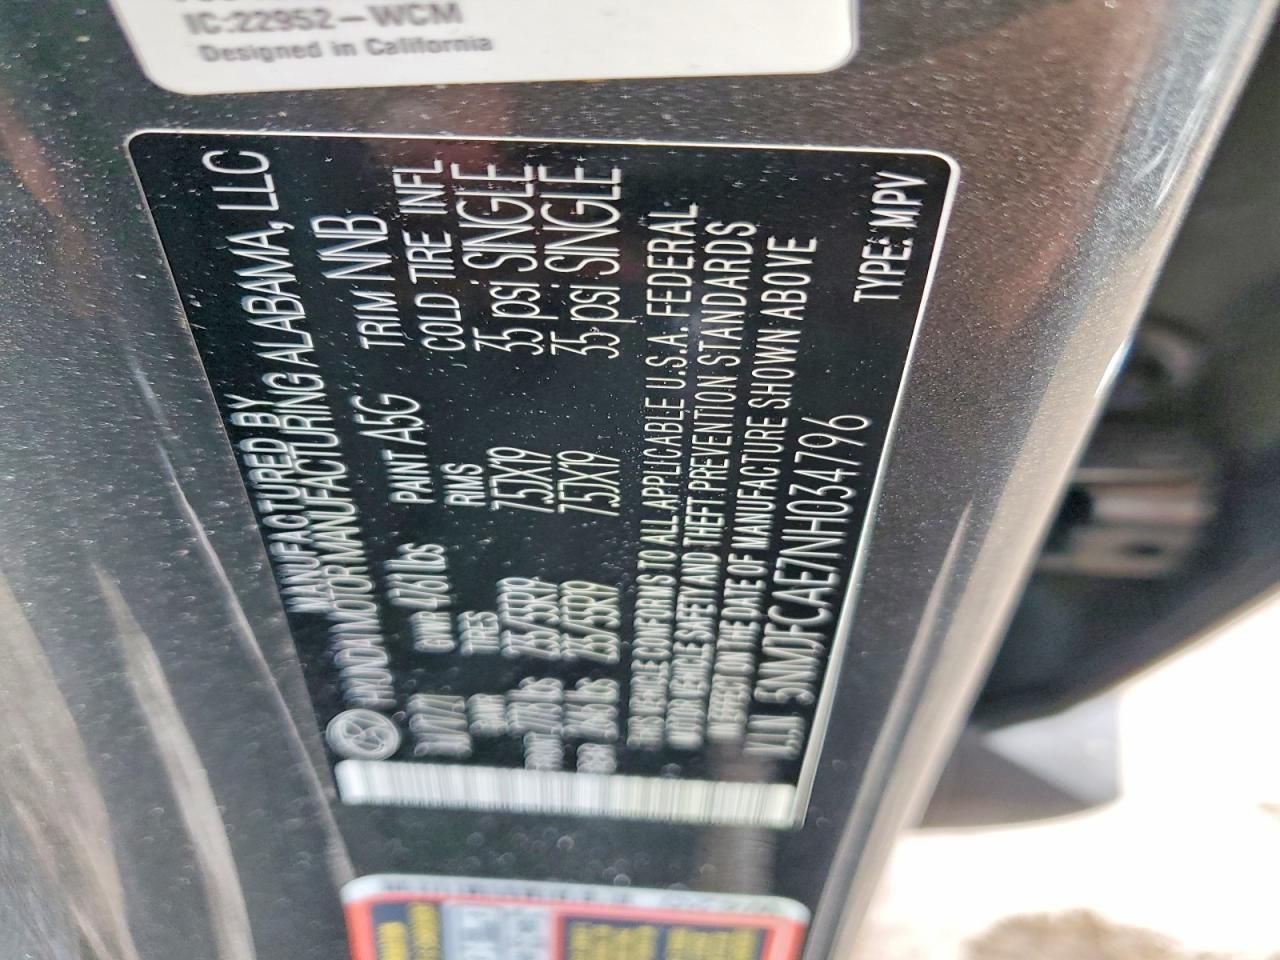 IC:22952-WCM
Designed in California
MANUFACTURED BY
HYUNDAI MOTOR MANUFACTURING ALABAMA, LLC
PAINT A5G TRIM NNB
GVWR 4761 lbs
TIRES RIMS COLD TIRE INFL
235/55R19 7.5JX19 35 psi SINGLE
235/55R19 7.5JX19 35 psi SINGLE
THIS VEHICLE CONFORMS TO ALL APPLICABLE U.S.A. FEDERAL
MOTOR VEHICLE SAFETY AND THEFT PREVENTION STANDARDS
IN EFFECT ON THE DATE OF MANUFACTURE SHOWN ABOVE
V.I.N 5NMJFCAE7NH034796 TYPE: MPV